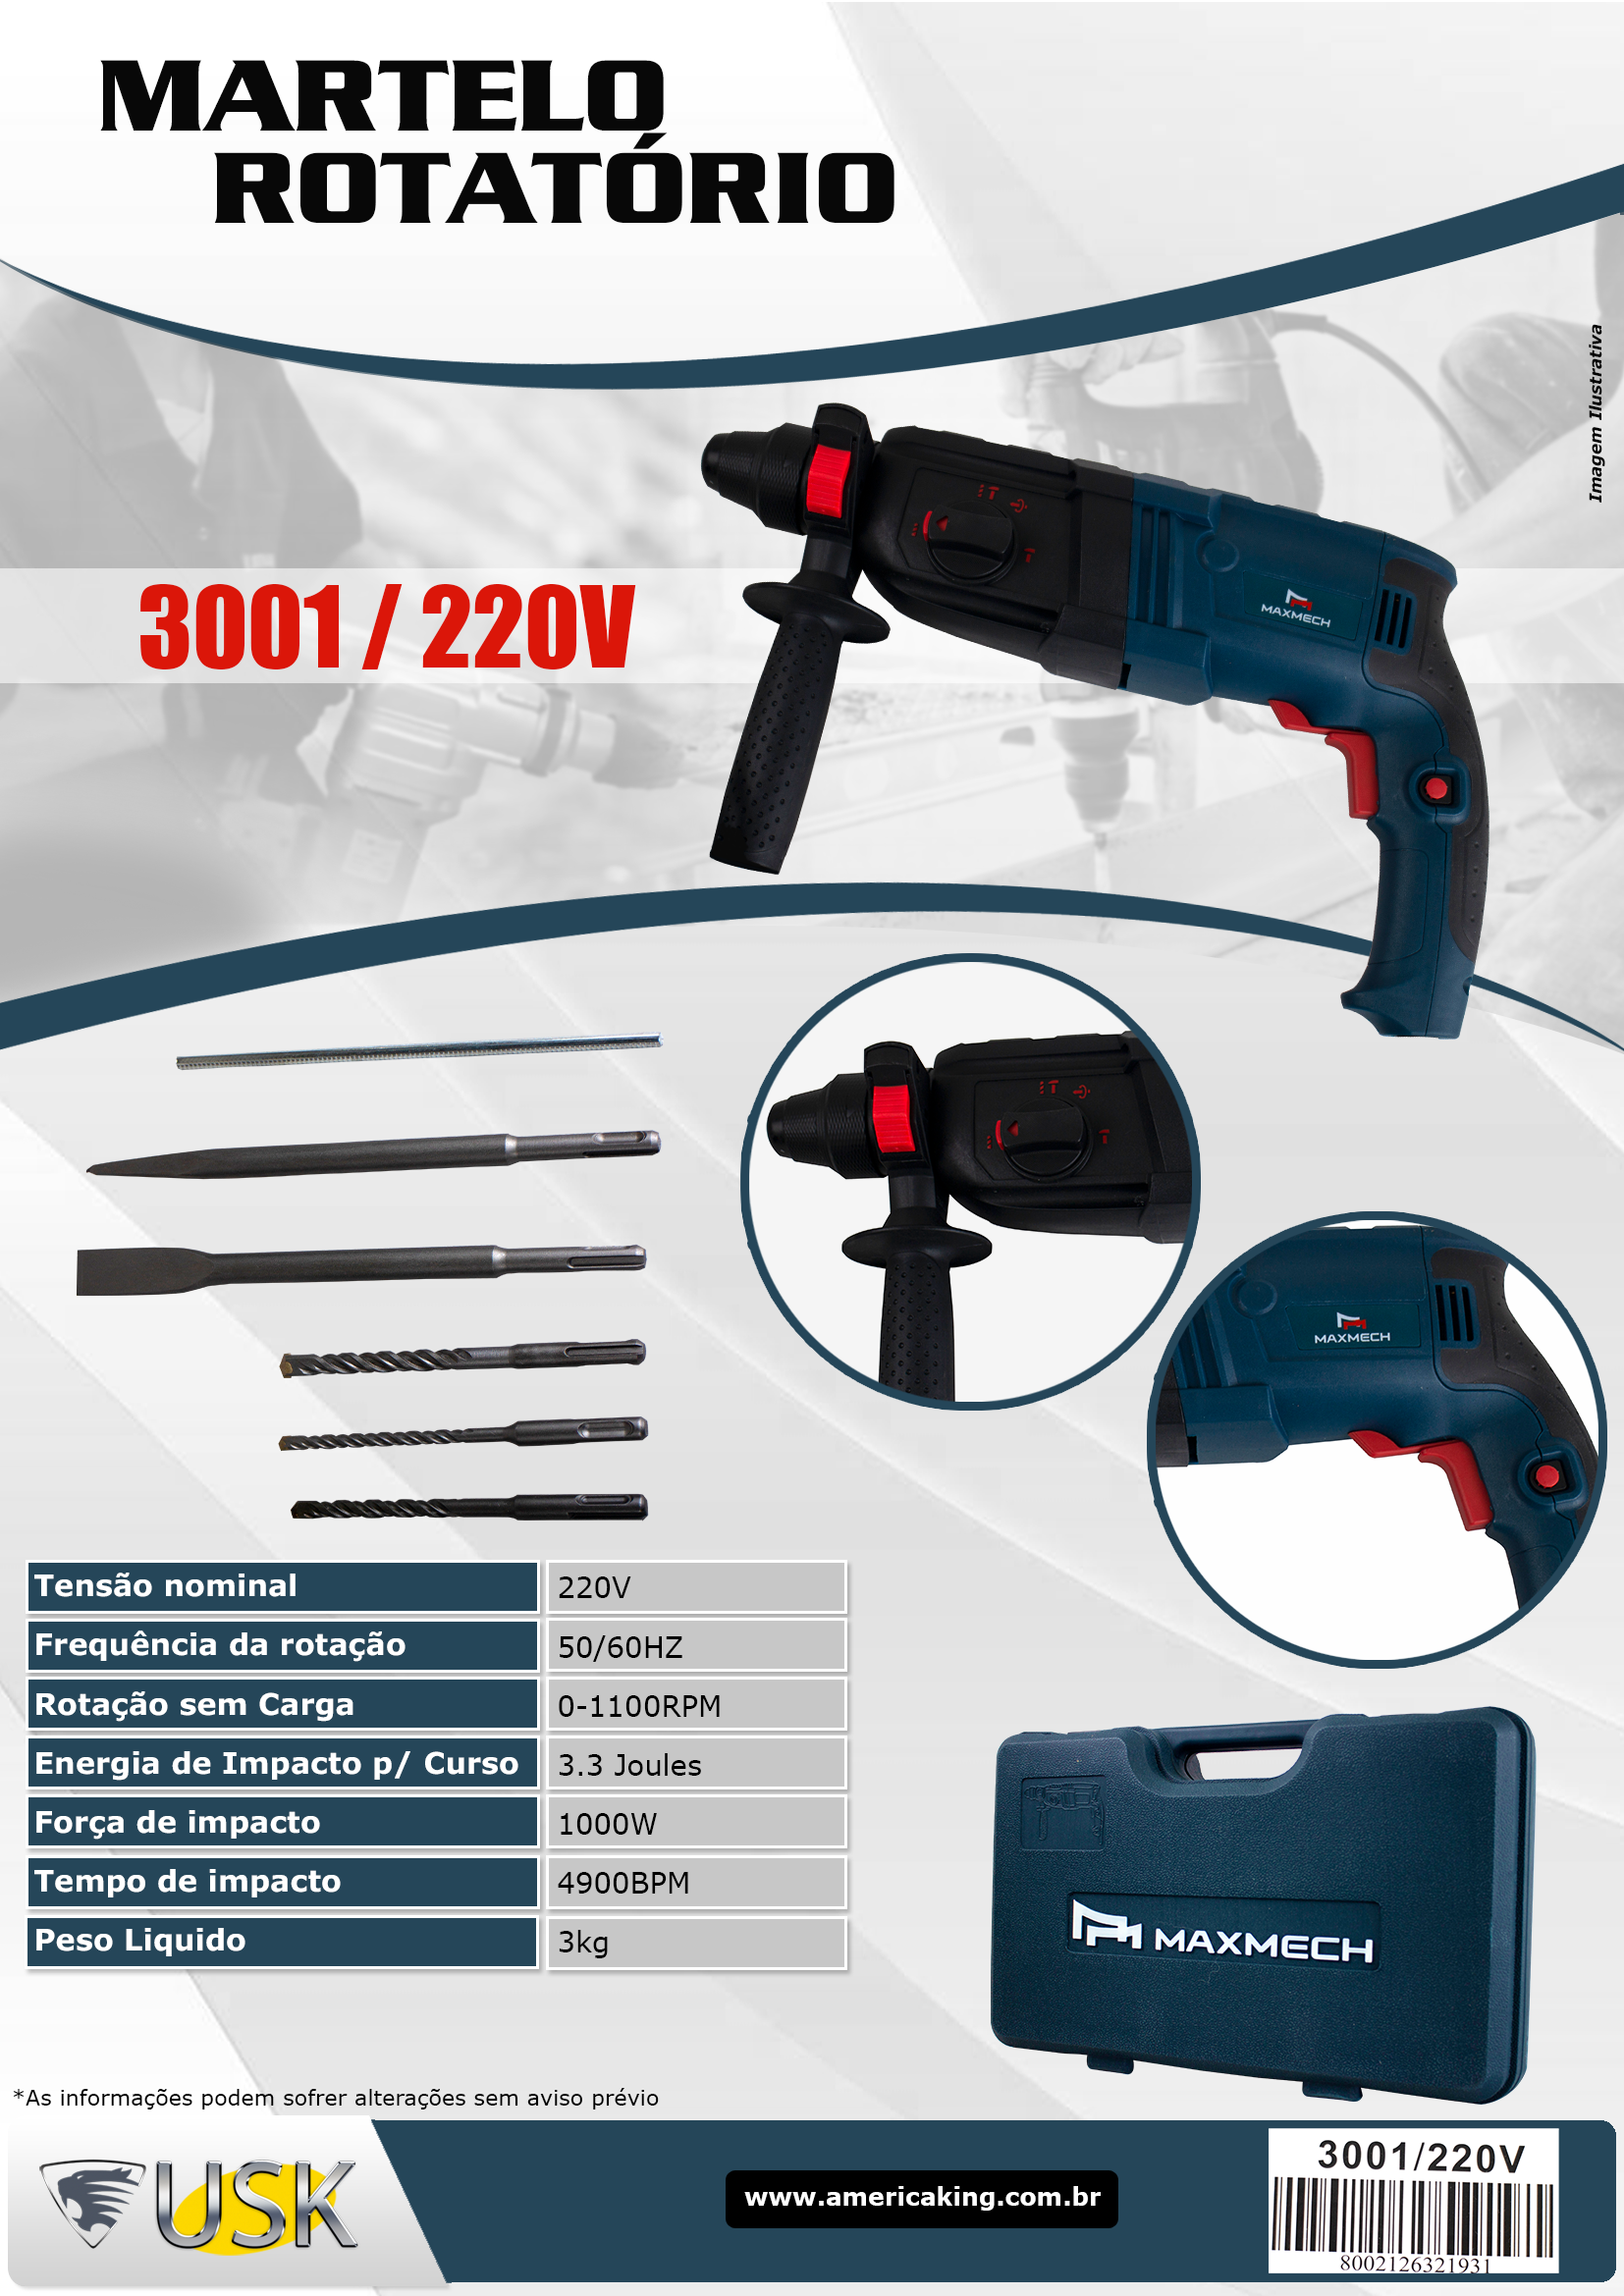 MARTELO
ROTATÓRIO
Imagem Ilustrativa
3001 / 220V
MAXMECH
MAXMECH
Tensão nominal 220V
Frequência da rotação 50/60HZ
Rotação sem Carga 0-1100RPM
Energia de Impacto p/ Curso 3.3 Joules
Força de impacto 1000W
Tempo de impacto 4900BPM
Peso Liquido 3kg
MAXMECH
*As informações podem sofrer alterações sem aviso prévio
USK
www.americaking.com.br
3001/220V
8002126321931